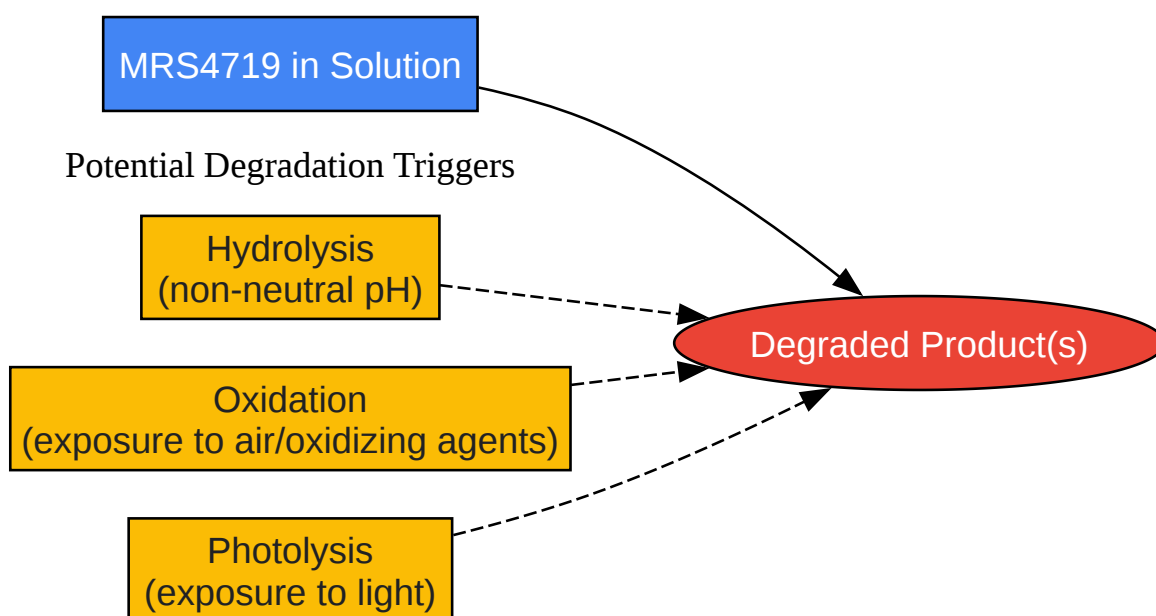 MRS4719 in Solution
Potential Degradation Triggers
Hydrolysis
(non-neutral pH)
Degraded Product(s)
Oxidation
(exposure to air/oxidizing agents)
Photolysis
(exposure to light)